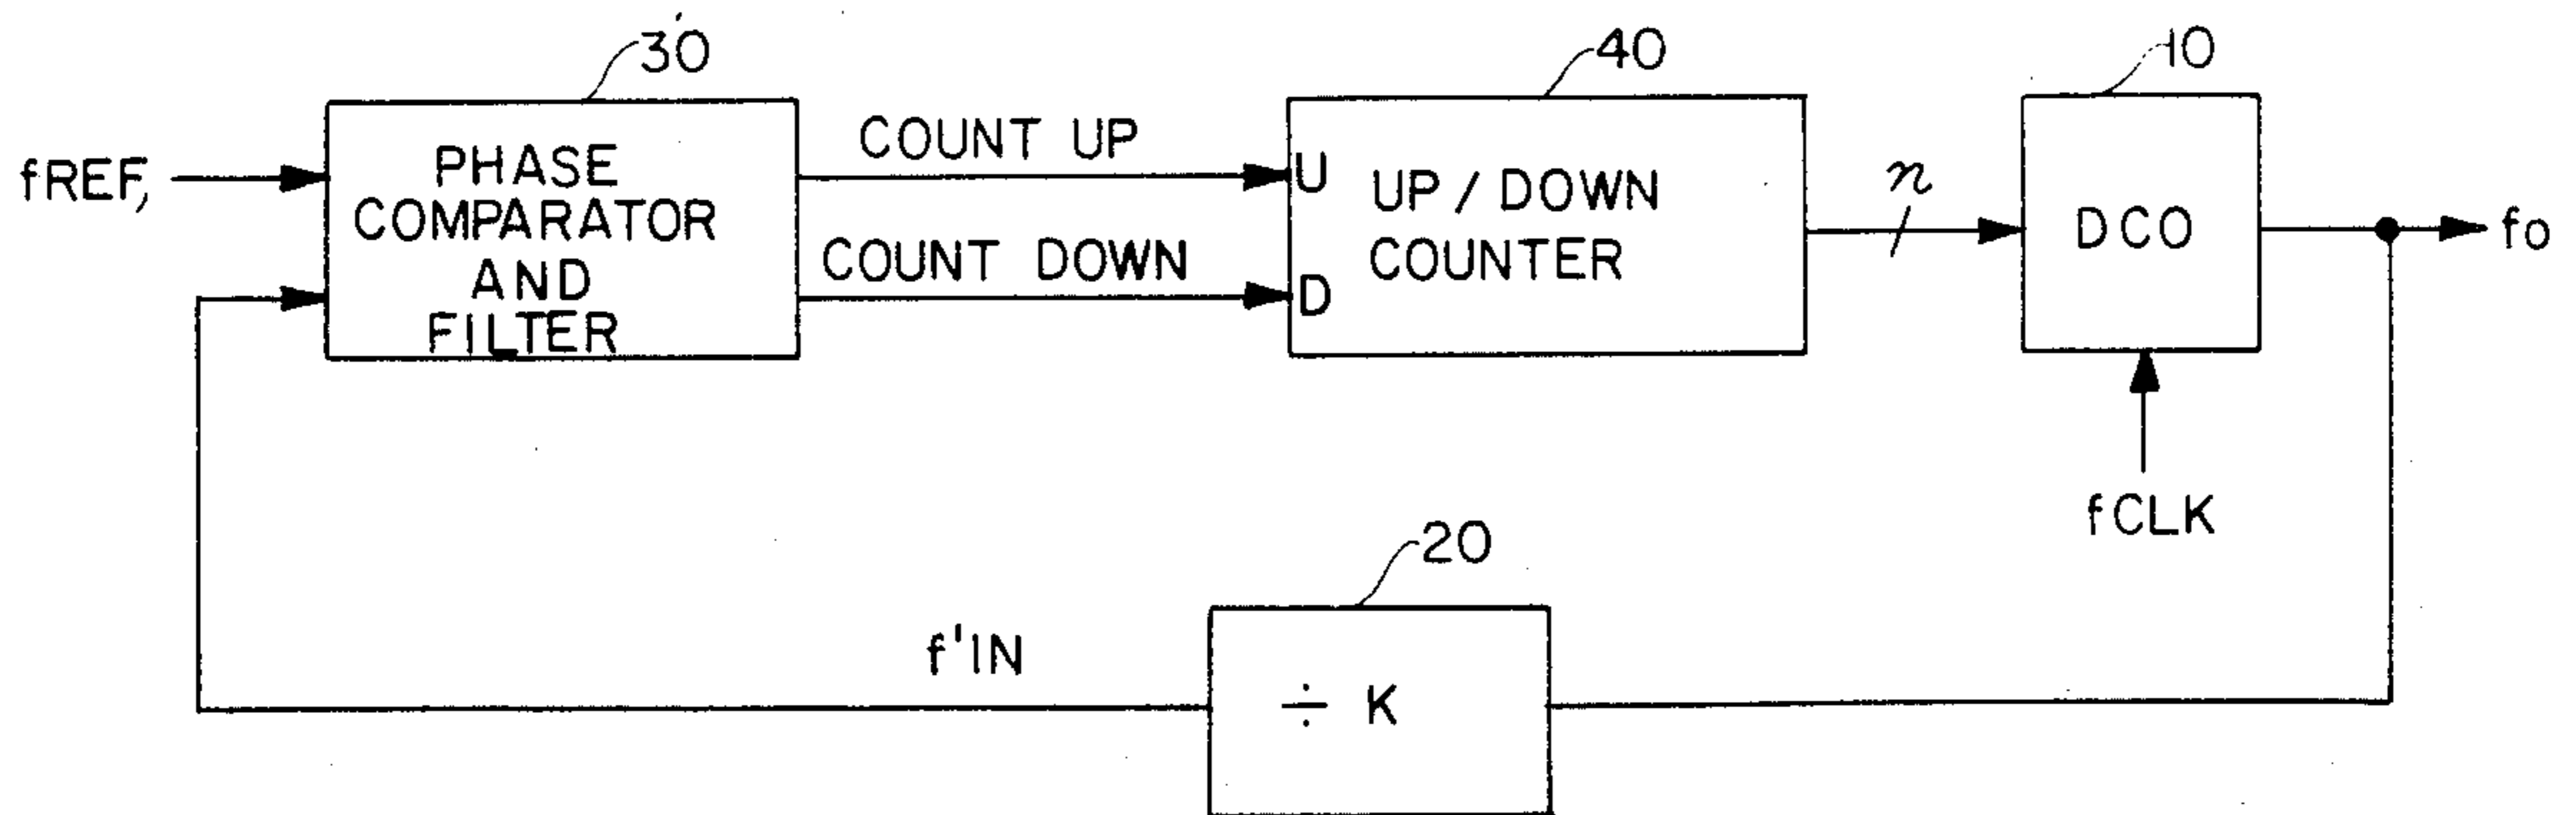 30
40
10
fREF,
PHASE
COMPARATOR
AND
FILTER
COUNT UP
COUNT DOWN
U
D
UP / DOWN
COUNTER
n
DCO
fo
fCLK
20
f'IN
÷ K